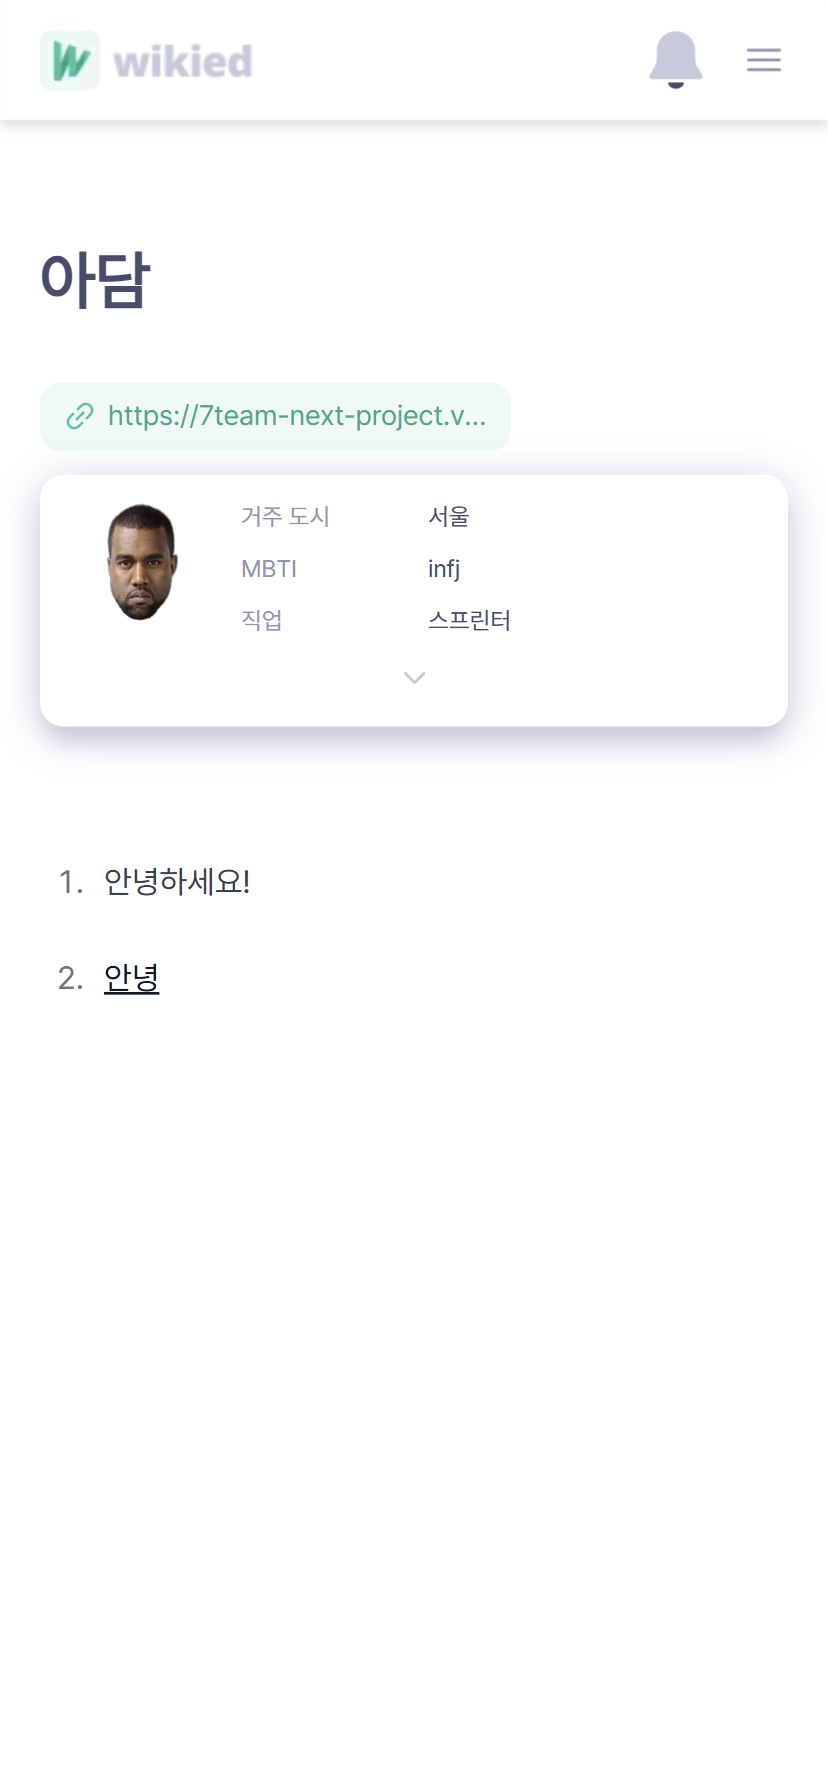 wikied
아담
https://7team-next-project.v...
거주 도시 서울
MBTI infj
직업 스프린터
1. 안녕하세요!
2. 안녕